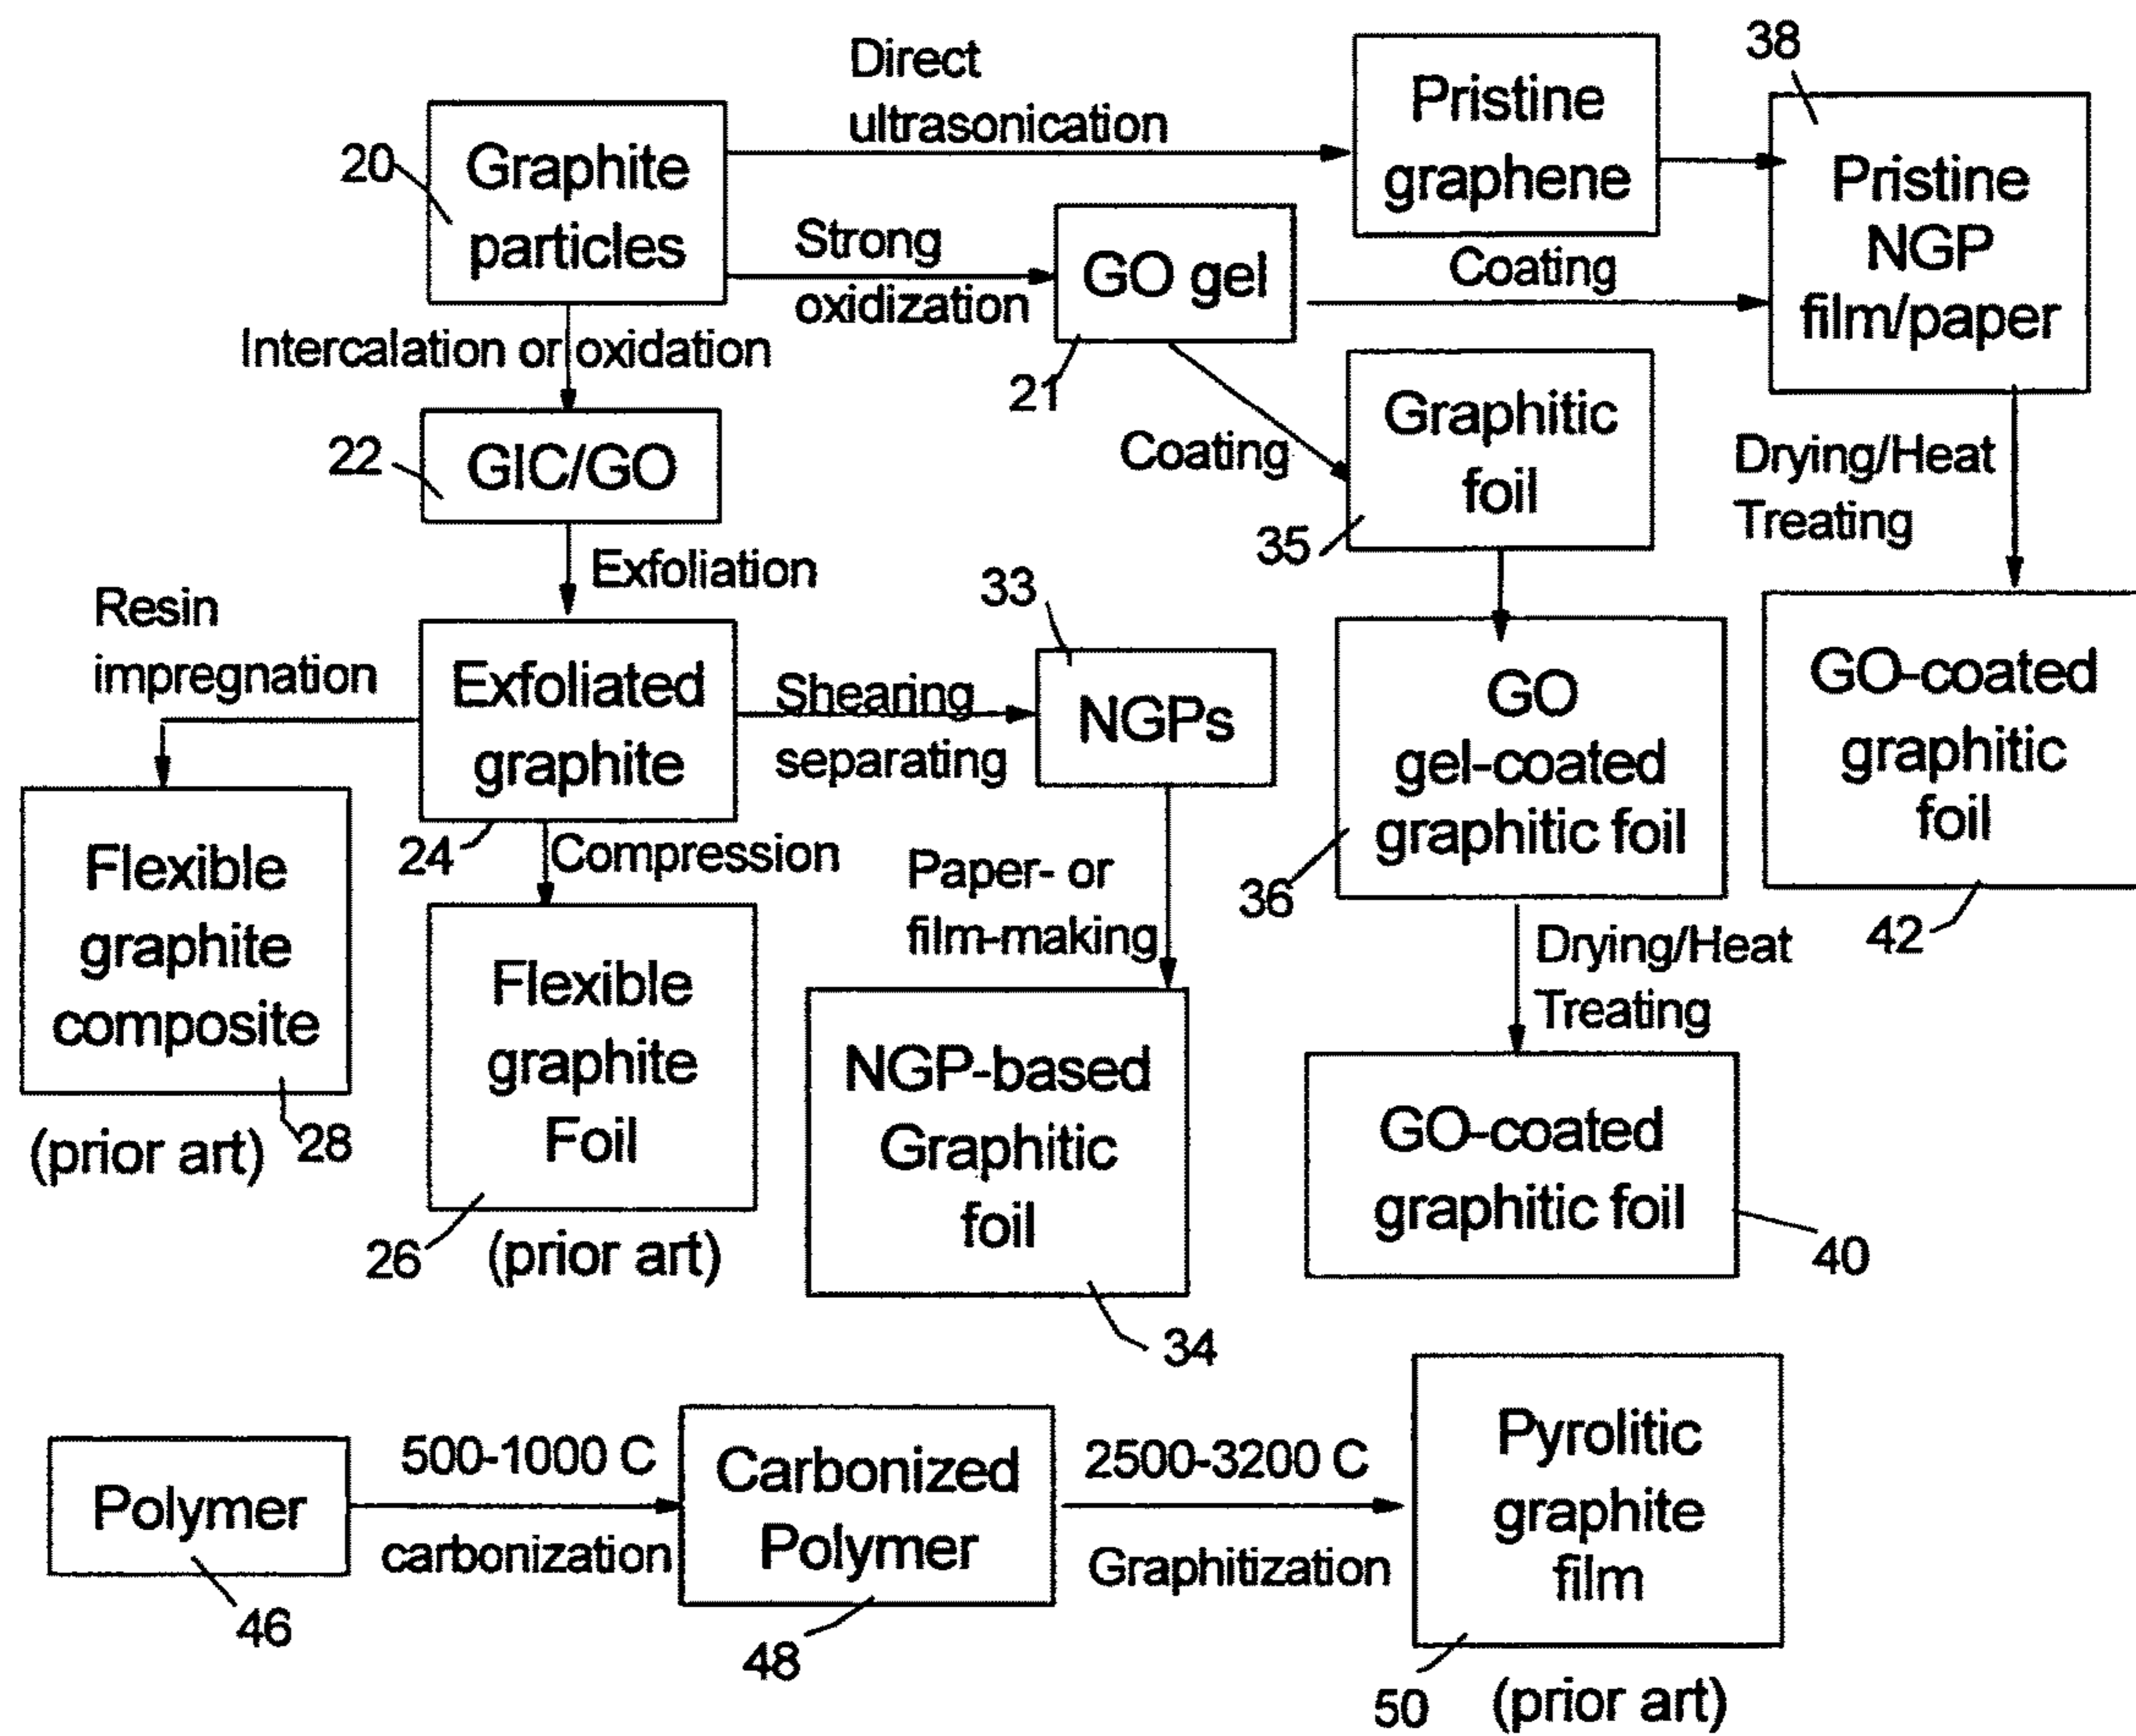 Direct
ultrasonication
Pristine
graphene
38
Pristine
NGP
film/paper
20
Graphite
particles
Strong
oxidization
GO gel
21
Coating
Intercalation or oxidation
Coating
Graphitic
foil
35
Drying/Heat
Treating
22
GIC/GO
Exfoliation
Resin
impregnation
Exfoliated
graphite
24
Shearing
separating
33
NGPs
GO
gel-coated
graphitic foil
36
GO-coated
graphitic
foil
42
Flexible
graphite
composite
(prior art)
28
Compression
Flexible
graphite
Foil
26
(prior art)
Paper- or
film-making
NGP-based
Graphitic
foil
34
Drying/Heat
Treating
GO-coated
graphitic foil
40
Polymer
46
500-1000 C
carbonization
Carbonized
Polymer
48
2500-3200 C
Graphitization
Pyrolitic
graphite
film
50
(prior art)